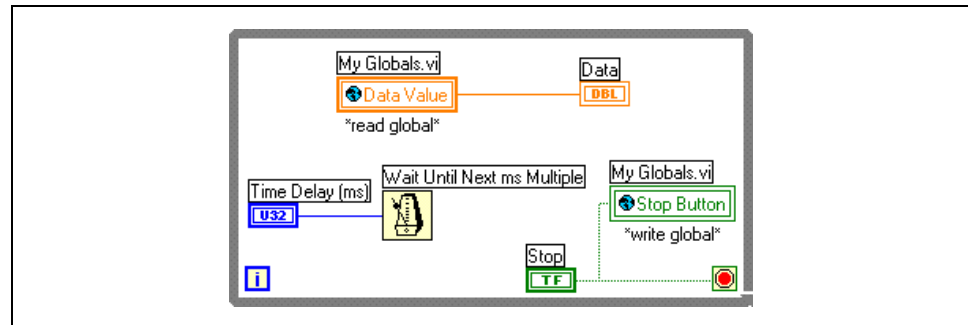 My Globals.vi
Data
Data Value
DBL
*read global*
Time Delay (ms)
Wait Until Next ms Multiple
My Globals.vi
U32
Stop Button
*write global*
Stop
TF
i